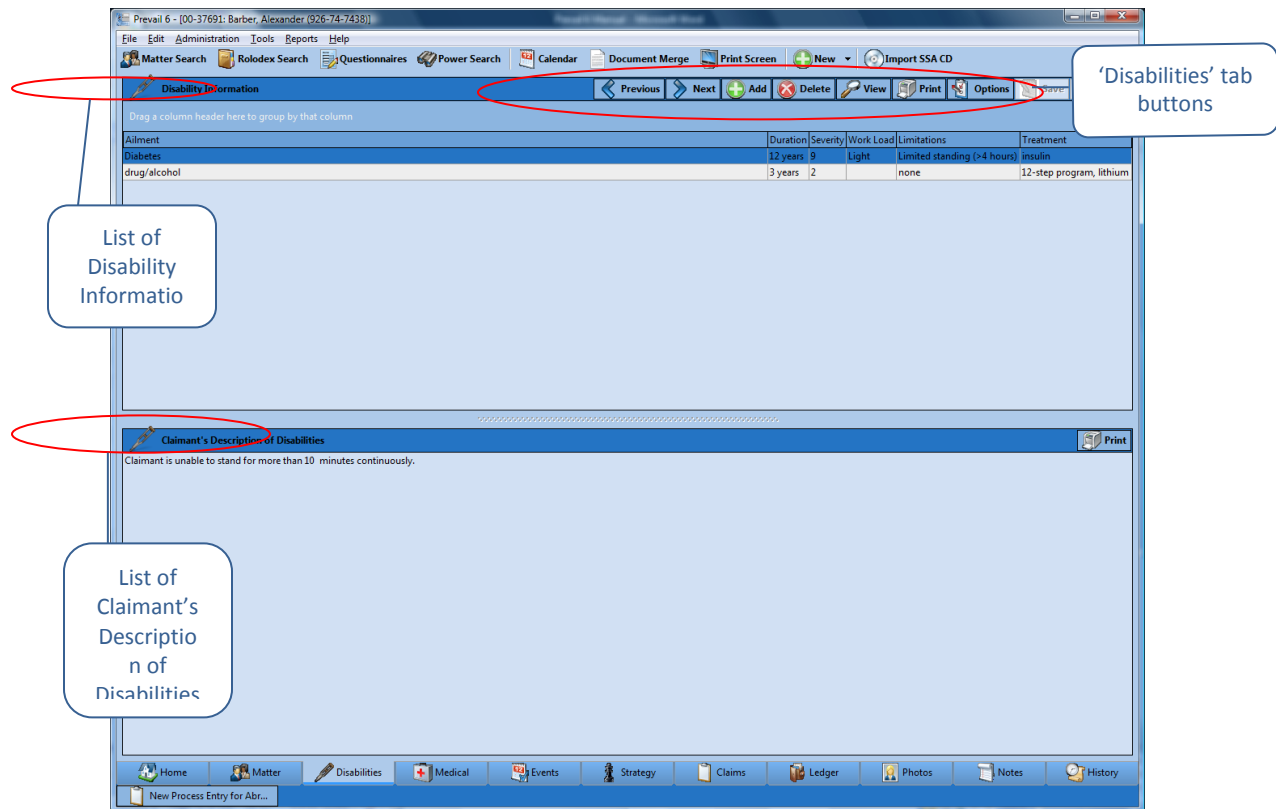 Prevail 6 - [00-37691: Barber, Alexander (926-74-7438)]
File Edit Administration Tools Reports Help
Matter Search Rolodex Search Questionnaires Power Search Calendar Document Merge Print Screen New Import SSA CD
‘Disabilities’ tab
buttons
Disability Information Previous Next Add Delete View Print Options Save
Drag a column header here to group by that column
Ailment Duration Severity Work Load Limitations Treatment
Diabetes 12 years 9 Light Limited standing (>4 hours) insulin
drug/alcohol 3 years 2 none 12-step program, lithium
List of
Disability
Informatio
Claimant's Description of Disabilities Print
Claimant is unable to stand for more than 10 minutes continuously.
List of
Claimant’s
Descriptio
n of
Disabilities
Home Matter Disabilities Medical Events Strategy Claims Ledger Photos Notes History
New Process Entry for Abr...